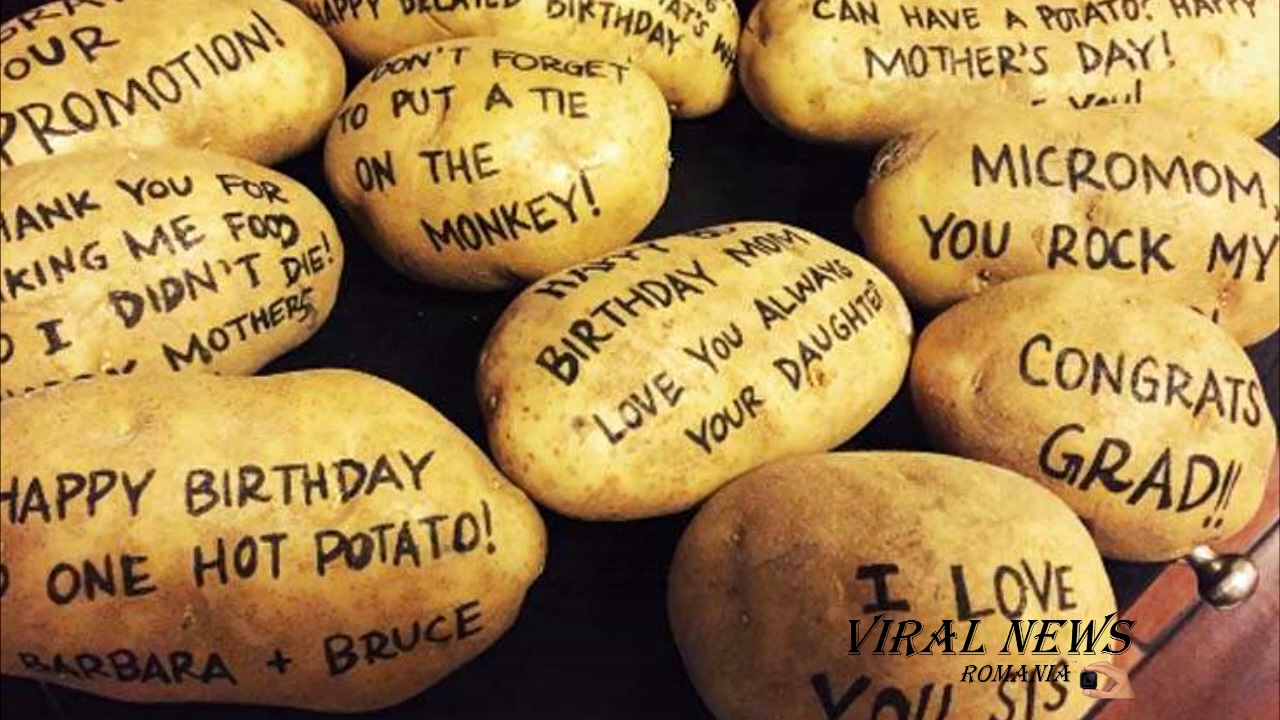 OUR
PROMOTION!
HAPPY BELATED BIRTHDAY
DON'T FORGET
TO PUT A TIE
ON THE
MONKEY!
CAN HAVE A POTATO? HAPPY
MOTHER'S DAY!
- You!
YOU FOR
ME FOOD
I DIDN'T DIE!
MOTHERS
MICROMOM,
YOU ROCK MY
BIRTHDAY MOM
LOVE YOU ALWAYS
YOUR DAUGHTER
CONGRATS
GRAD!!
HAPPY BIRTHDAY
ONE HOT POTATO!
BARBARA + BRUCE
I LOVE
YOU SIS
VIRAL NEWS
ROMANIA